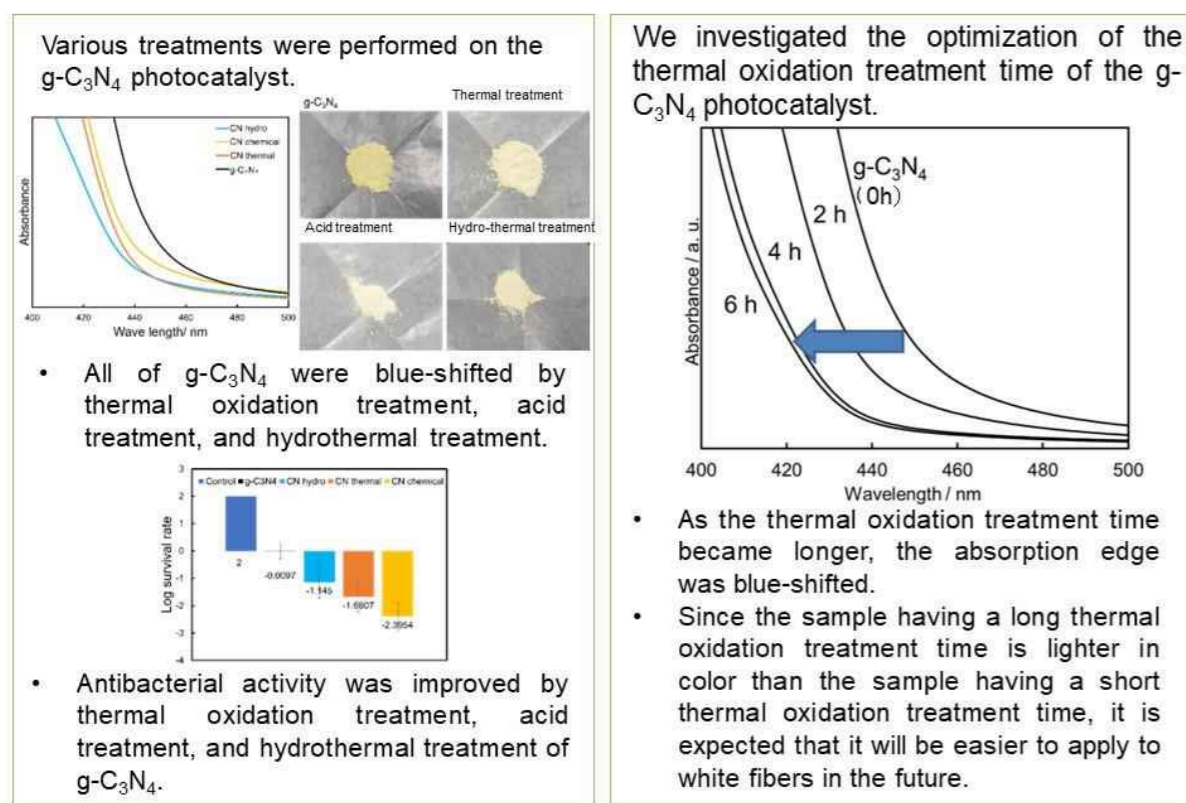 Various treatments were performed on the
g-C₃N₄ photocatalyst.
g-C₃N₄
Thermal treatment
Acid treatment
Hydro-thermal treatment
CN hydro
CN chemical
CN thermal
g-C₃N₄
Absorbance
400 420 440 460 480 500
Wave length/ nm
• All of g-C₃N₄ were blue-shifted by
thermal oxidation treatment, acid
treatment, and hydrothermal treatment.
Control g-C3N4 CN hydro CN thermal CN chemical
Log survival rate
3
2
1
0
-1
-2
-3
-4
2
-0.0097
-1.145
-1.6807
-2.3954
• Antibacterial activity was improved by
thermal oxidation treatment, acid
treatment, and hydrothermal treatment of
g-C₃N₄.
We investigated the optimization of the
thermal oxidation treatment time of the g-
C₃N₄ photocatalyst.
g-C₃N₄
(0h)
2 h
4 h
6 h
Absorbance / a. u.
400 420 440 460 480 500
Wavelength / nm
• As the thermal oxidation treatment time
became longer, the absorption edge
was blue-shifted.
• Since the sample having a long thermal
oxidation treatment time is lighter in
color than the sample having a short
thermal oxidation treatment time, it is
expected that it will be easier to apply to
white fibers in the future.